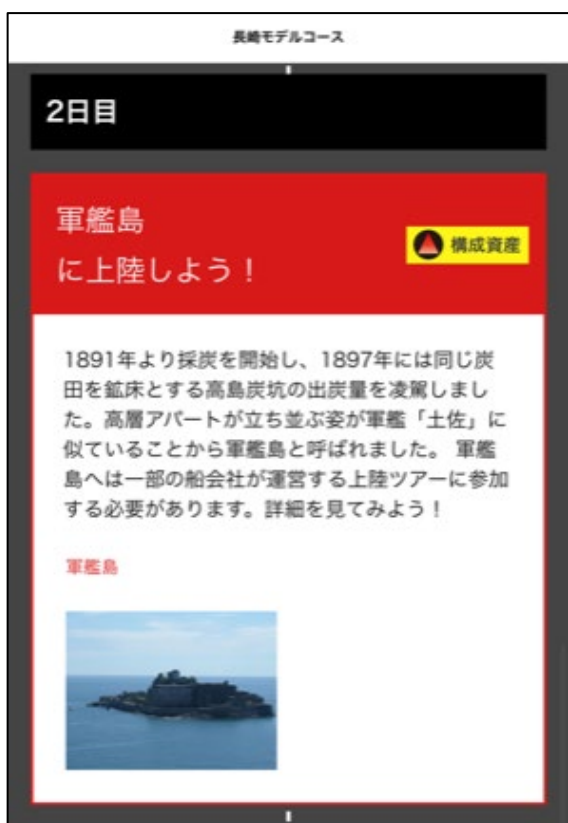 長崎モデルコース
2日目
軍艦島
に上陸しよう！
構成資産
1891年より採炭を開始し、1897年には同じ炭
田を鉱床とする高島炭坑の出炭量を凌駕しまし
た。高層アパートが立ち並ぶ姿が軍艦「土佐」に
似ていることから軍艦島と呼ばれました。 軍艦
島へは一部の船会社が運営する上陸ツアーに参加
する必要があります。詳細を見てみよう！
軍艦島